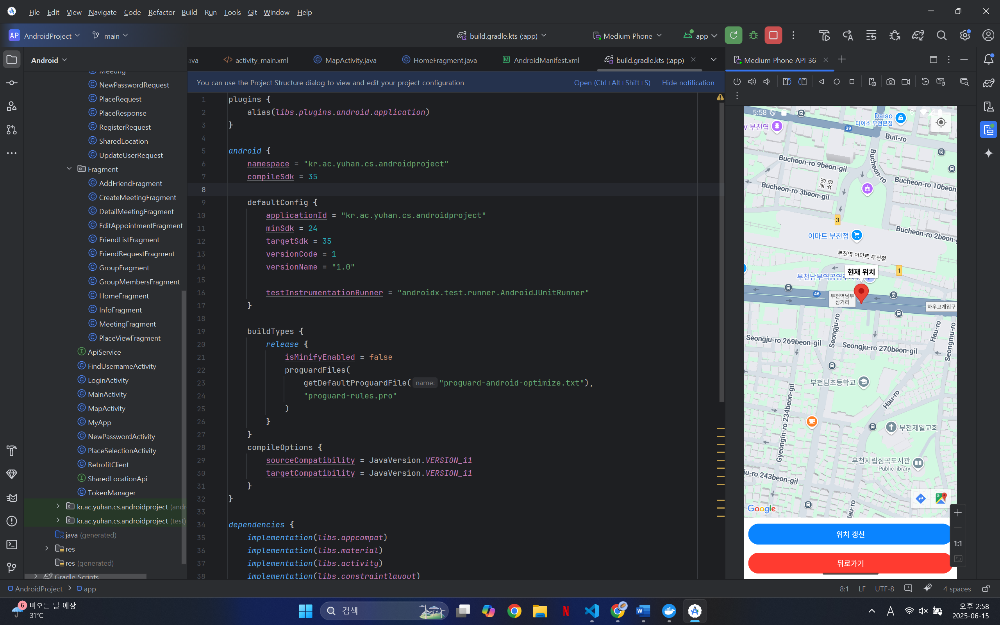 File Edit View Navigate Code Refactor Build Run Tools Git Window Help
AP AndroidProject main build.gradle.kts (:app) Medium Phone app
Android
ava activity_main.xml MapActivity.java HomeFragment.java AndroidManifest.xml build.gradle.kts (:app)
Medium Phone API 36
You can use the Project Structure dialog to view and edit your project configuration Open (Ctrl+Alt+Shift+S) Hide notification
Meeting
NewPasswordRequest
PlaceRequest
PlaceResponse
RegisterRequest
SharedLocation
UpdateUserRequest
Fragment
AddFriendFragment
CreateMeetingFragment
DetailMeetingFragment
EditAppointmentFragment
FriendListFragment
FriendRequestFragment
GroupFragment
GroupMembersFragment
HomeFragment
InfoFragment
MeetingFragment
PlaceViewFragment
ApiService
FindUsernameActivity
LoginActivity
MainActivity
MapActivity
MyApp
NewPasswordActivity
PlaceSelectionActivity
RetrofitClient
SharedLocationApi
TokenManager
kr.ac.yuhan.cs.androidproject (andr
kr.ac.yuhan.cs.androidproject (test)
java (generated)
res
res (generated)
Gradle Scripts
1 plugins {
2 alias(libs.plugins.android.application)
3 }
4
5 android {
6 namespace = "kr.ac.yuhan.cs.androidproject"
7 compileSdk = 35
8
9 defaultConfig {
10 applicationId = "kr.ac.yuhan.cs.androidproject"
11 minSdk = 24
12 targetSdk = 35
13 versionCode = 1
14 versionName = "1.0"
15
16 testInstrumentationRunner = "androidx.test.runner.AndroidJUnitRunner"
17 }
18
19 buildTypes {
20 release {
21 isMinifyEnabled = false
22 proguardFiles(
23 getDefaultProguardFile( name: "proguard-android-optimize.txt"),
24 "proguard-rules.pro"
25 )
26 }
27 }
28 compileOptions {
29 sourceCompatibility = JavaVersion.VERSION_11
30 targetCompatibility = JavaVersion.VERSION_11
31 }
32 }
33
34 dependencies {
35 implementation(libs.appcompat)
36 implementation(libs.material)
37 implementation(libs.activity)
38 implementation(libs.constraintlayout)
5:58
Daiso
다이소 부천본점
V 부천역
39
Buil-ro
Bucheon-ro
Bucheon-ro 9beon-gil
Bucheon-ro 10beon-
Bucheon-ro 3beon-gil
3
Bucheon-ro 2beon-g
이마트 부천점
부천역 이마트 부천점
현재 위치
1
부천남부역공영주
46
부천역남부
삼거리
하우고개입구
Seongju-ro
Hau-ro
Seongmu-ro
Seongju-ro 269beon-gil
Seongju-ro 270beon-gil
부천남초등학교
Hau-ro
Gyeongin-ro 234beon-gil
부천제일교회
부천시립심곡도서관
Public library
ju-ro 243beon-gil
Hau-ro
Google
위치 갱신
1:1
뒤로가기
AndroidProject app 8:1 LF UTF-8 4 spaces
6 비오는 날 예상
31°C
검색
A
오후 2:58
2025-06-15